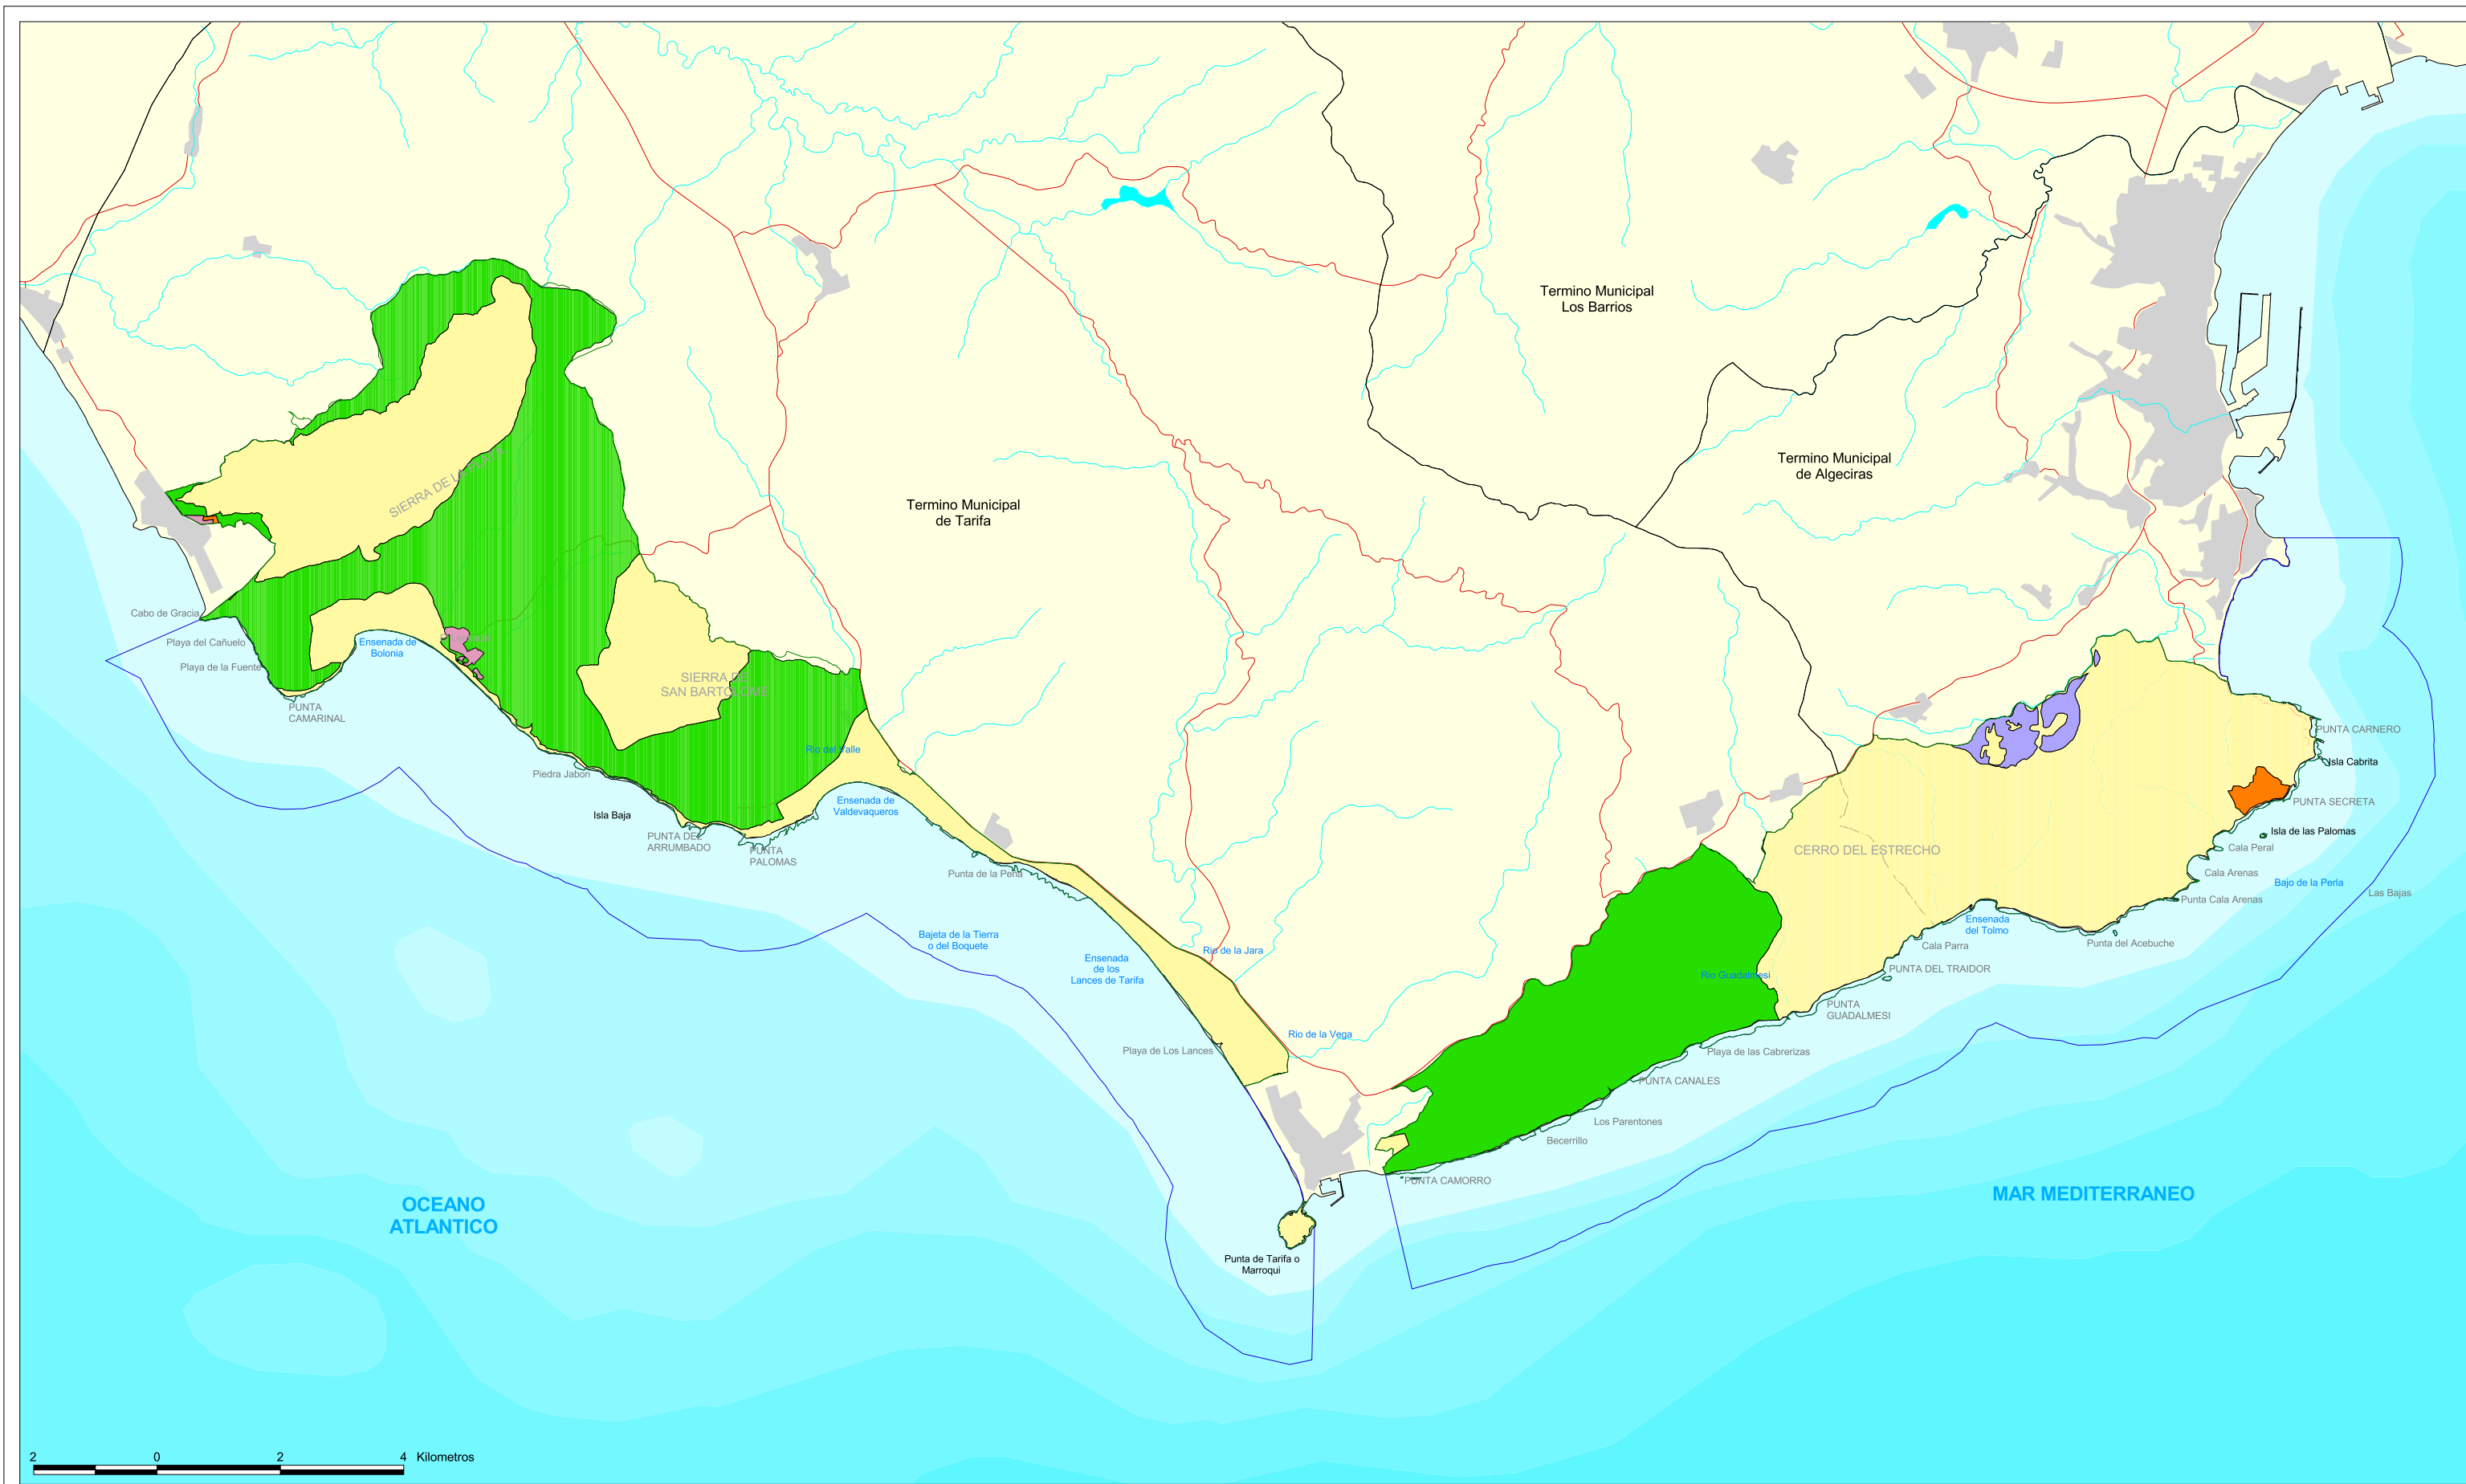 Termino Municipal
Los Barrios
Termino Municipal
de Algeciras
Termino Municipal
de Tarifa
SIERRA DE LA PLATA
Cabo de Gracia
Playa del Cañuelo
Playa de la Fuente
Ensenada de
Bolonia
PUNTA
CAMARINAL
SIERRA DE
SAN BARTOLOME
Rio del Valle
Piedra Jabon
Isla Baja
Ensenada de
Valdevaqueros
PUNTA DEL
ARRUMBADO
PUNTA
PALOMAS
Punta de la Peña
Bajeta de la Tierra
o del Boquete
Ensenada
de los
Lances de Tarifa
Rio de la Jara
Rio de la Vega
Playa de Los Lances
PUNTA CARNERO
Isla Cabrita
PUNTA SECRETA
Isla de las Palomas
Cala Peral
Cala Arenas
Bajo de la Perla
Las Bajas
Punta Cala Arenas
CERRO DEL ESTRECHO
Ensenada
del Tolmo
Punta del Acebuche
Cala Parra
PUNTA DEL TRAIDOR
Rio Guadalmesi
PUNTA
GUADALMESI
Playa de las Cabrerizas
PUNTA CANALES
Los Parentones
Becerrillo
PUNTA CAMORRO
Punta de Tarifa o
Marroqui
OCEANO
ATLANTICO
MAR MEDITERRANEO
2 0 2 4 Kilometros